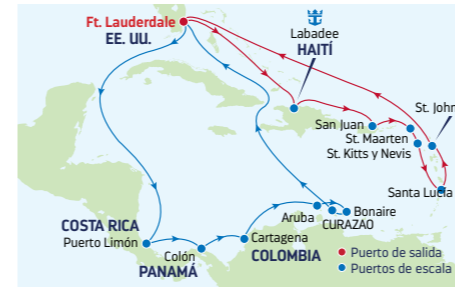 Ft. Lauderdale
EE. UU.
Labadee
HAITÍ
San Juan
St. John
St. Maarten
St. Kitts y Nevis
Santa Lucía
Aruba
Bonaire
CURAZAO
COSTA RICA
Puerto Limón
Cartagena
Colón
COLOMBIA
PANAMÁ
Puerto de salida
Puertos de escala